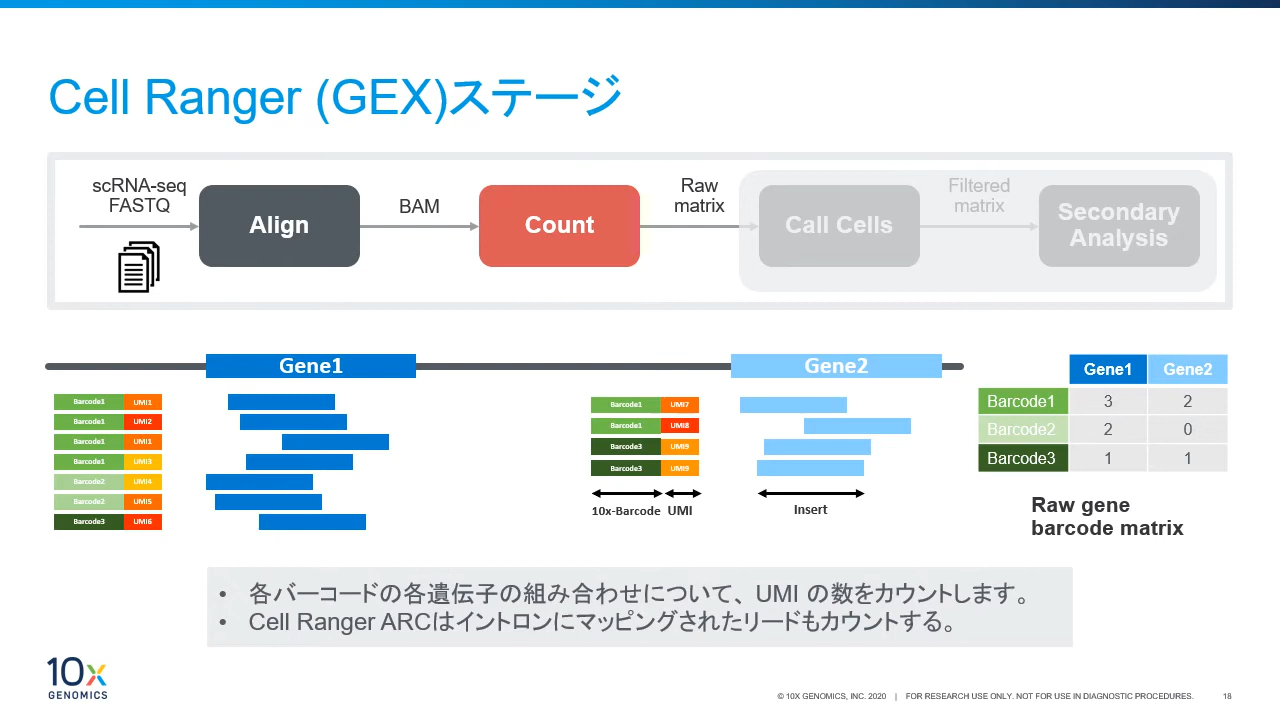 Cell Ranger (GEX)ステージ
scRNA-seq
FASTQ
Align
BAM
Count
Raw
matrix
Call Cells
Filtered
matrix
Secondary
Analysis
Gene1
Barcode1 UMI1
Barcode1 UMI2
Barcode1 UMI1
Barcode1 UMI3
Barcode2 UMI4
Barcode2 UMI5
Barcode3 UMI6
Gene2
Barcode1 UMI7
Barcode1 UMI8
Barcode3 UMI9
Barcode3 UMI9
10x-Barcode UMI
Insert
Gene1 Gene2
Barcode1 3 2
Barcode2 2 0
Barcode3 1 1
Raw gene
barcode matrix
• 各バーコードの各遺伝子の組み合わせについて、UMI の数をカウントします。
• Cell Ranger ARCはイントロンにマッピングされたリードもカウントする。
10x
GENOMICS
© 10X GENOMICS, INC. 2020 | FOR RESEARCH USE ONLY. NOT FOR USE IN DIAGNOSTIC PROCEDURES. 18